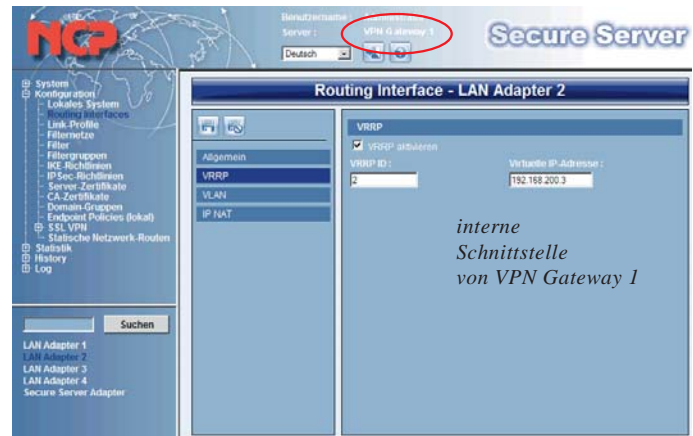 NCP
Benutzername : Administrator
Server : VPN Gateway 1
Deutsch
Secure Server
System
Konfiguration
Lokales System
Routing Interfaces
Link-Profile
Filternetze
Filter
Filtergruppen
IKE-Richtlinien
IPSec-Richtlinien
Server-Zertifikate
CA-Zertifikate
Domain-Gruppen
Endpoint Policies (lokal)
SSL VPN
Statische Netzwerk-Routen
Statistik
History
Log
Suchen
LAN Adapter 1
LAN Adapter 2
LAN Adapter 3
LAN Adapter 4
Secure Server Adapter
Routing Interface - LAN Adapter 2
Allgemein
VRRP
VLAN
IP NAT
VRRP
VRRP aktivieren
VRRP ID :
Virtuelle IP-Adresse :
2
192.168.200.3
interne
Schnittstelle
von VPN Gateway 1